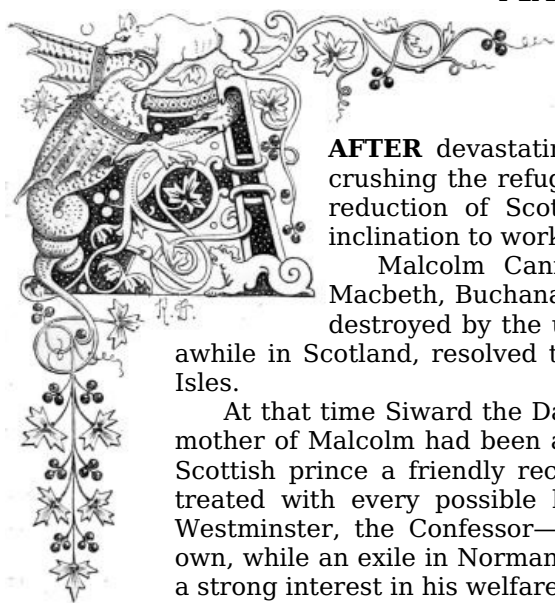 AFTER devastatin
crushing the refug
reduction of Scot
inclination to work
Malcolm Can
Macbeth, Buchana
destroyed by the u
awhile in Scotland, resolved t
Isles.
At that time Siward the Da
mother of Malcolm had been a
Scottish prince a friendly rec
treated with every possible
Westminster, the Confessor—
own, while an exile in Norman
a strong interest in his welfare